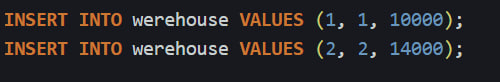 INSERT INTO werehouse VALUES (1, 1, 10000);
INSERT INTO werehouse VALUES (2, 2, 14000);